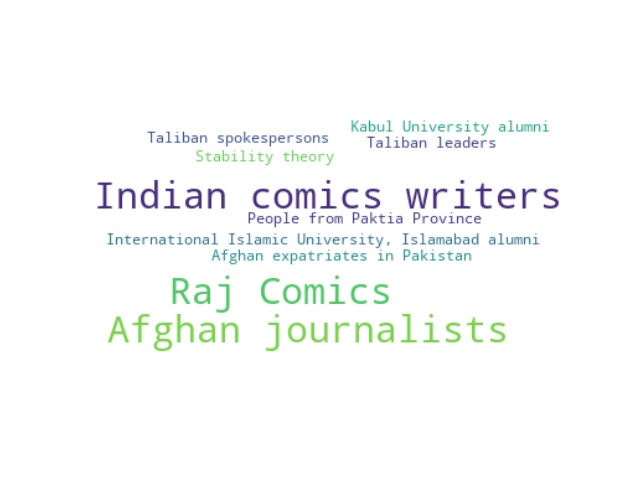 Kabul University alumni
Taliban spokespersons
Taliban leaders
Stability theory
Indian comics writers
People from Paktia Province
International Islamic University, Islamabad alumni
Afghan expatriates in Pakistan
Raj Comics
Afghan journalists